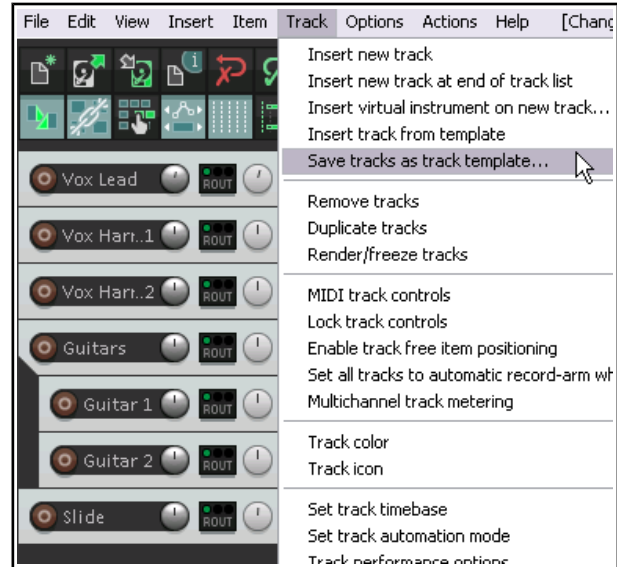 File Edit View Insert Item Track Options Actions Help [Chang
Insert new track
Insert new track at end of track list
Insert virtual instrument on new track...
Insert track from template
Save tracks as track template...
Remove tracks
Duplicate tracks
Render/freeze tracks
MIDI track controls
Lock track controls
Enable track free item positioning
Set all tracks to automatic record-arm wh
Multichannel track metering
Track color
Track icon
Set track timebase
Set track automation mode
Track performance options
Vox Lead ROUT
Vox Harr..1 ROUT
Vox Harr..2 ROUT
Guitars ROUT
Guitar 1 ROUT
Guitar 2 ROUT
Slide ROUT